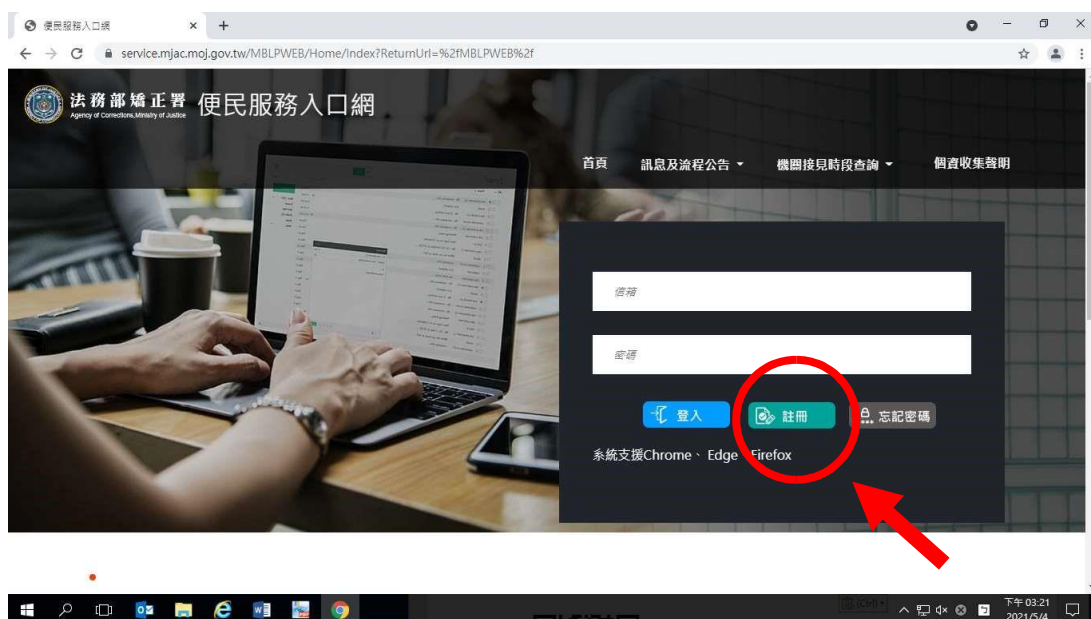 便民服務入口網
service.mjac.moj.gov.tw/MBLPWEB/Home/Index?ReturnUrl=%2fMBLPWEB%2f
法務部矯正署 便民服務入口網
Agency of Corrections,Ministry of Justice
首頁 訊息及流程公告 機關接見時段查詢 個資收集聲明
信箱
密碼
登入 註冊 忘記密碼
系統支援Chrome、Edge、Firefox
(Ctrl)
下午 03:21
2021/5/4